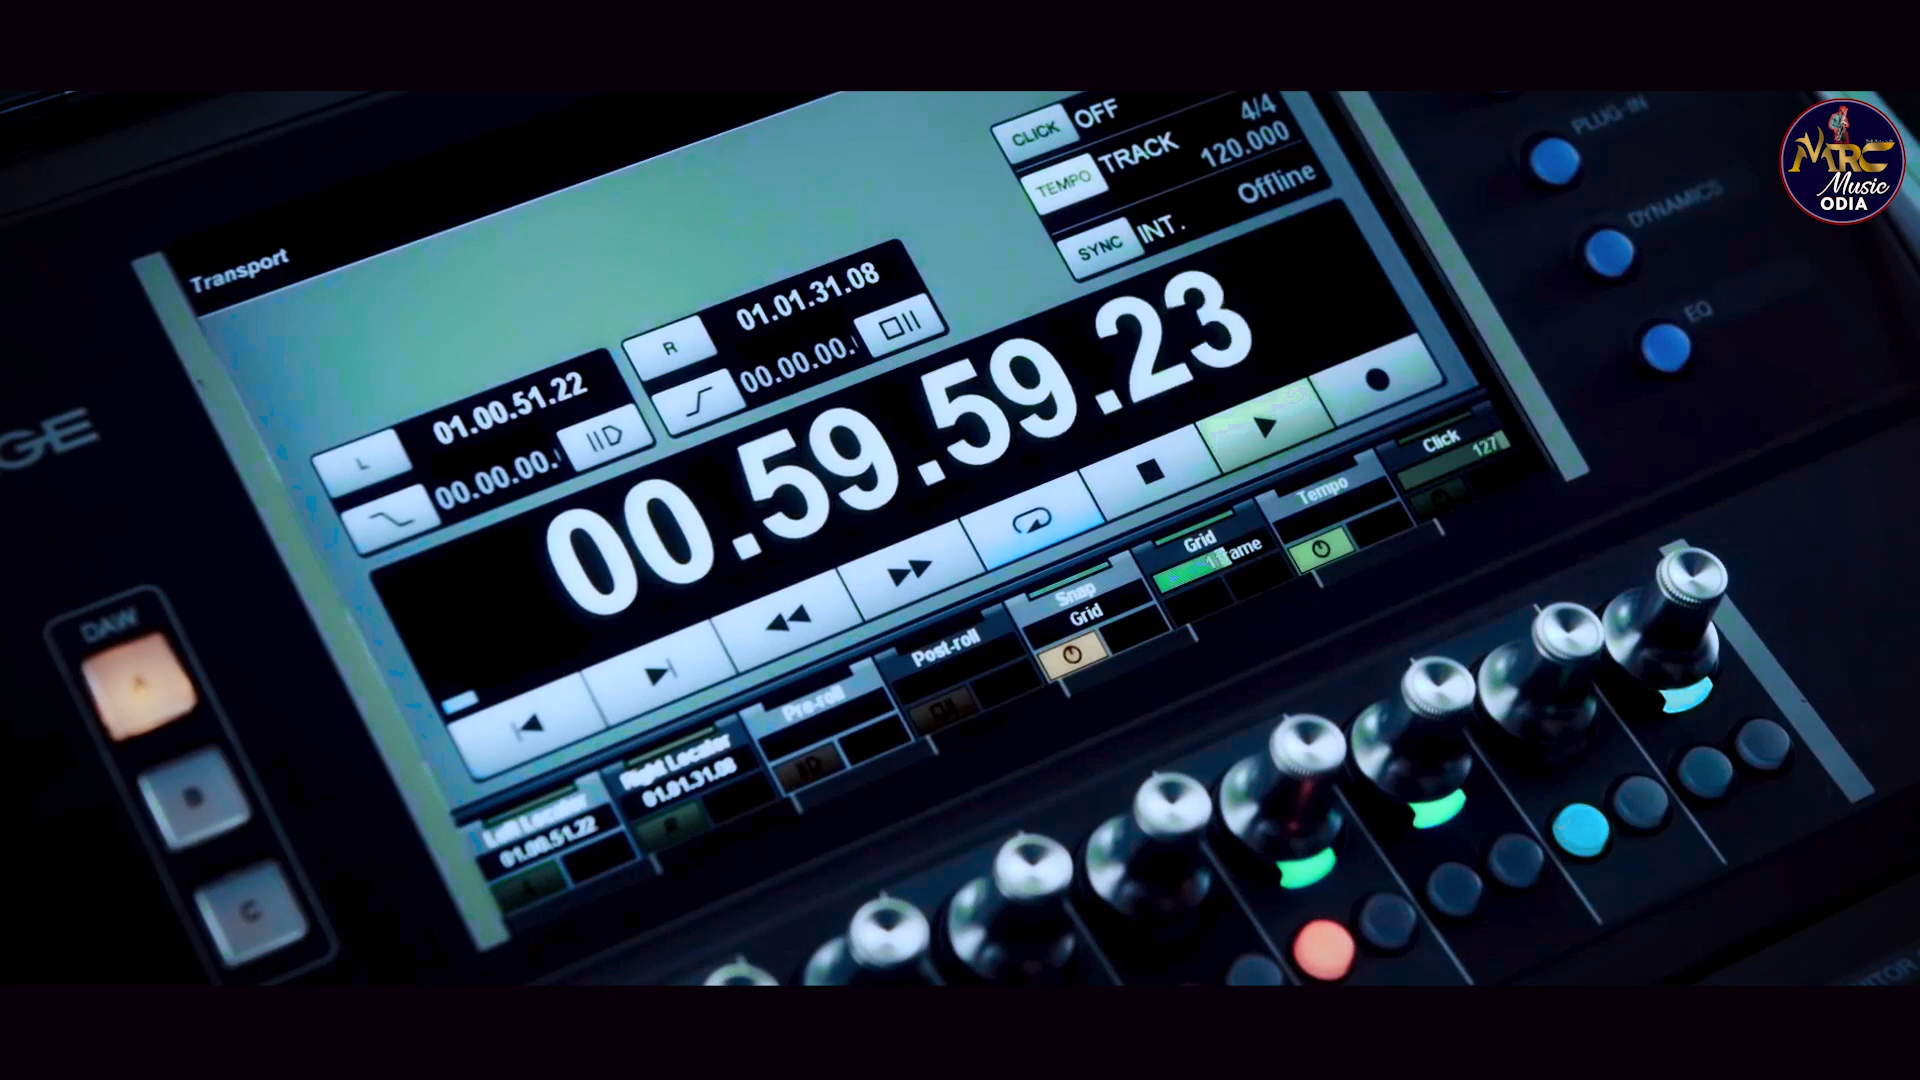 MRC
Music
ODIA
PLUG-IN
DYNAMICS
EQ
Transport
CLICK OFF
4/4
TEMPO TRACK
120.000
SYNC INT.
Offline
L 01.00.51.22
00.00.00.
R 01.01.31.08
00.00.00.
00.59.59.23
Left Locator
01.00.51.22
Right Locator
01.01.31.08
Pre-roll
Post-roll
Snap
Grid
Grid
Tempo
Click
127
GE
DAW
A
B
C